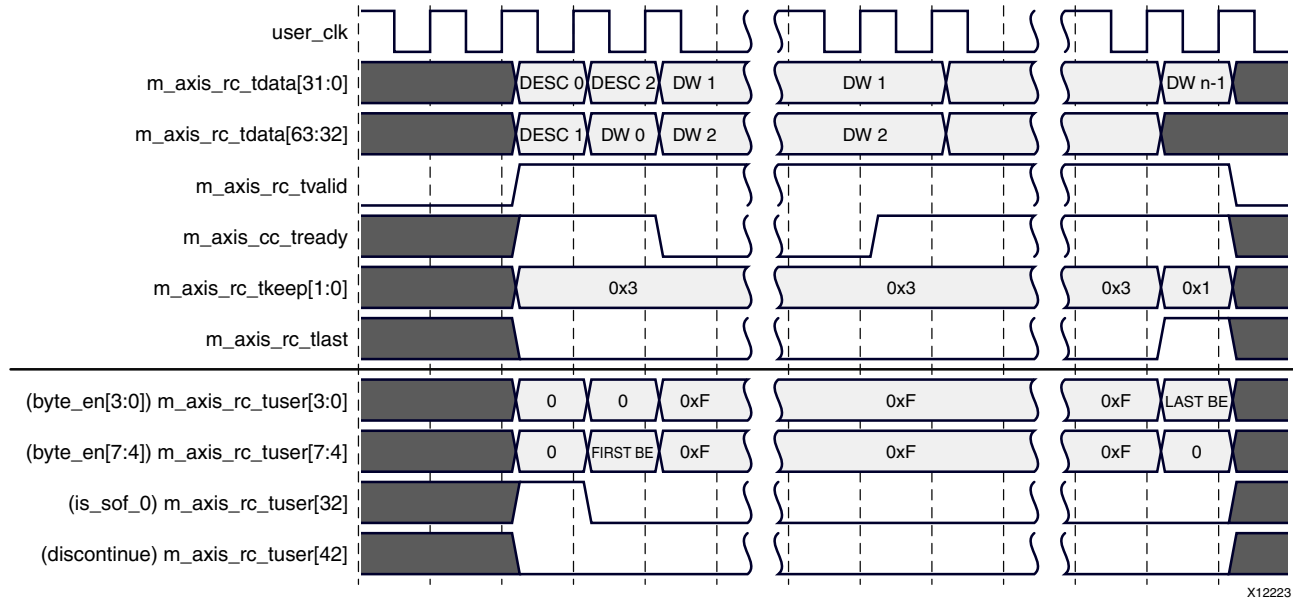 user_clk
m_axis_rc_tdata[31:0] DESC 0 DESC 2 DW 1 DW 1 DW n-1
m_axis_rc_tdata[63:32] DESC 1 DW 0 DW 2 DW 2
m_axis_rc_tvalid
m_axis_cc_tready
m_axis_rc_tkeep[1:0] 0x3 0x3 0x3 0x1
m_axis_rc_tlast
(byte_en[3:0]) m_axis_rc_tuser[3:0] 0 0 0xF 0xF 0xF LAST BE
(byte_en[7:4]) m_axis_rc_tuser[7:4] 0 FIRST BE 0xF 0xF 0xF 0
(is_sof_0) m_axis_rc_tuser[32]
(discontinue) m_axis_rc_tuser[42]
X12223